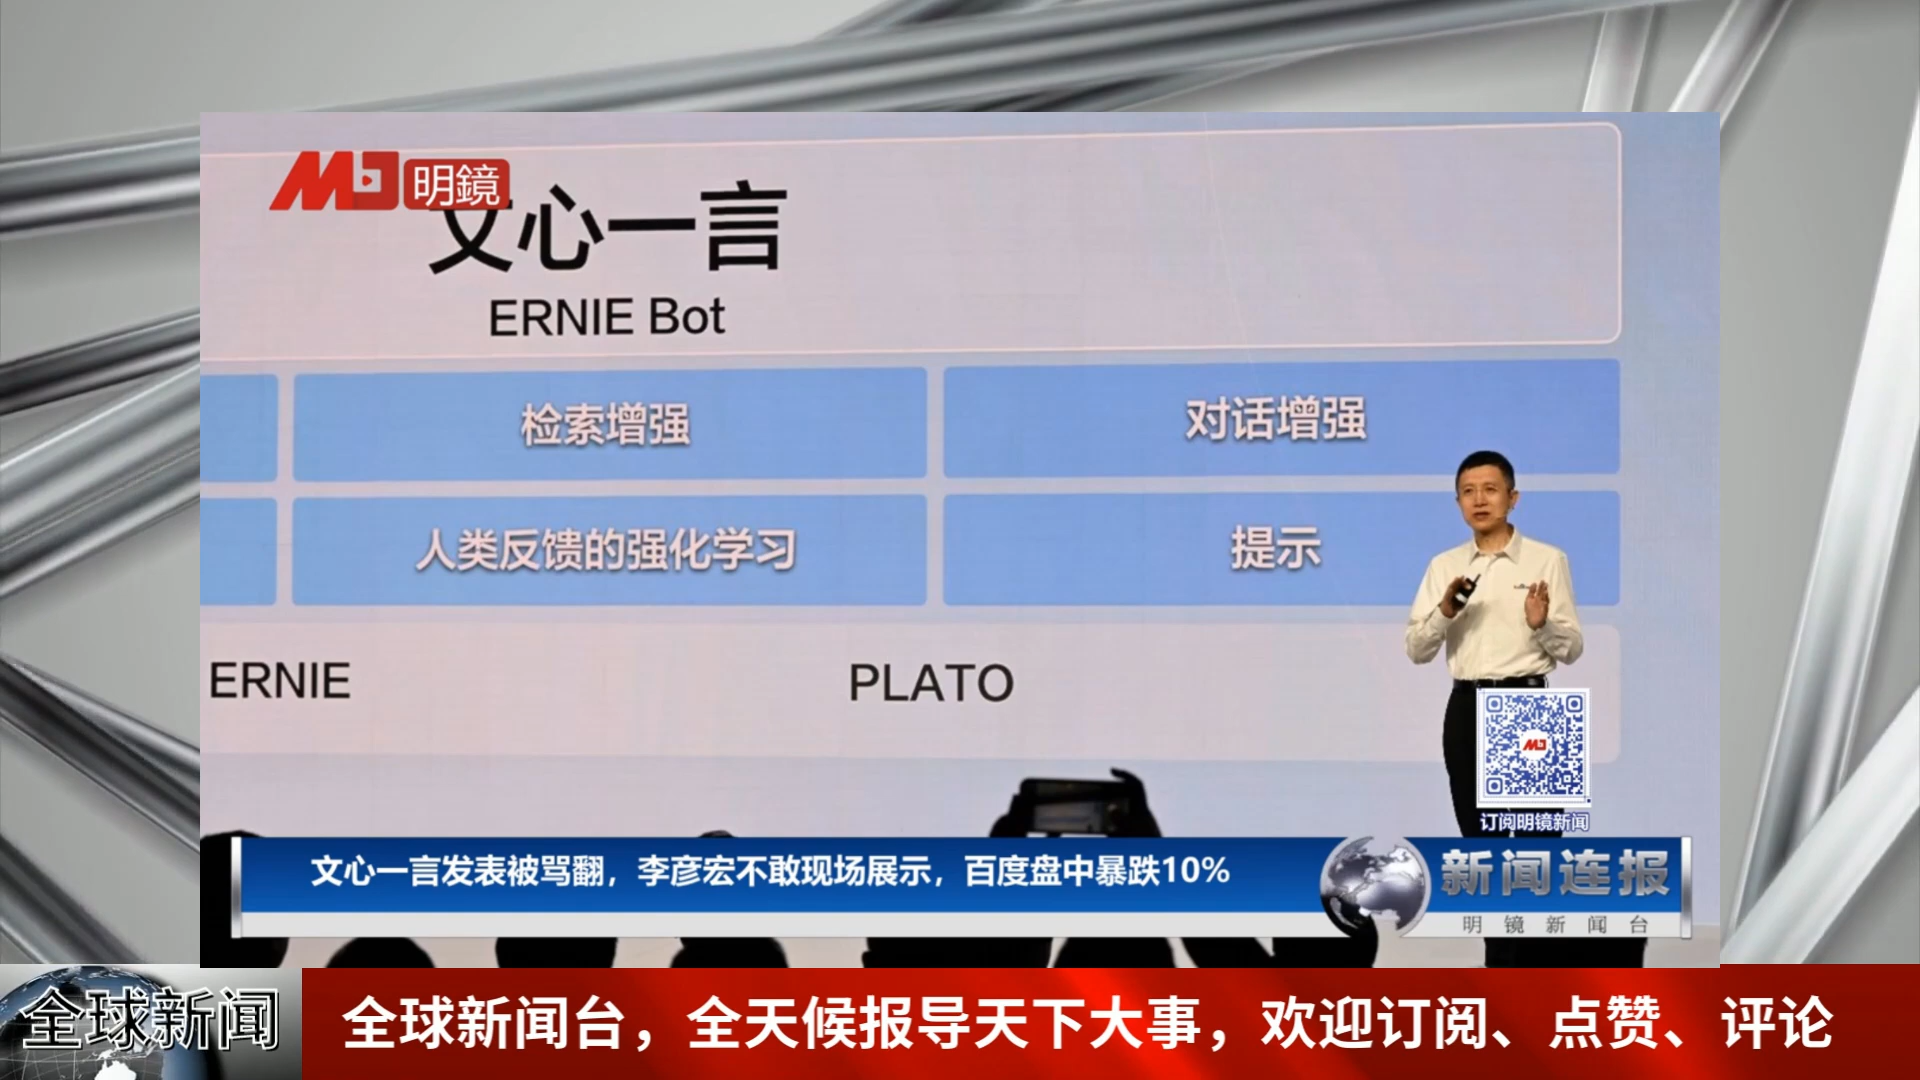 明鏡
文心一言
ERNIE Bot
检索增强
对话增强
人类反馈的强化学习
提示
ERNIE
PLATO
订阅明镜新闻
文心一言发表被骂翻，李彦宏不敢现场展示，百度盘中暴跌10%
新闻连报
明镜新闻台
全球新闻
全球新闻台，全天候报导天下大事，欢迎订阅、点赞、评论